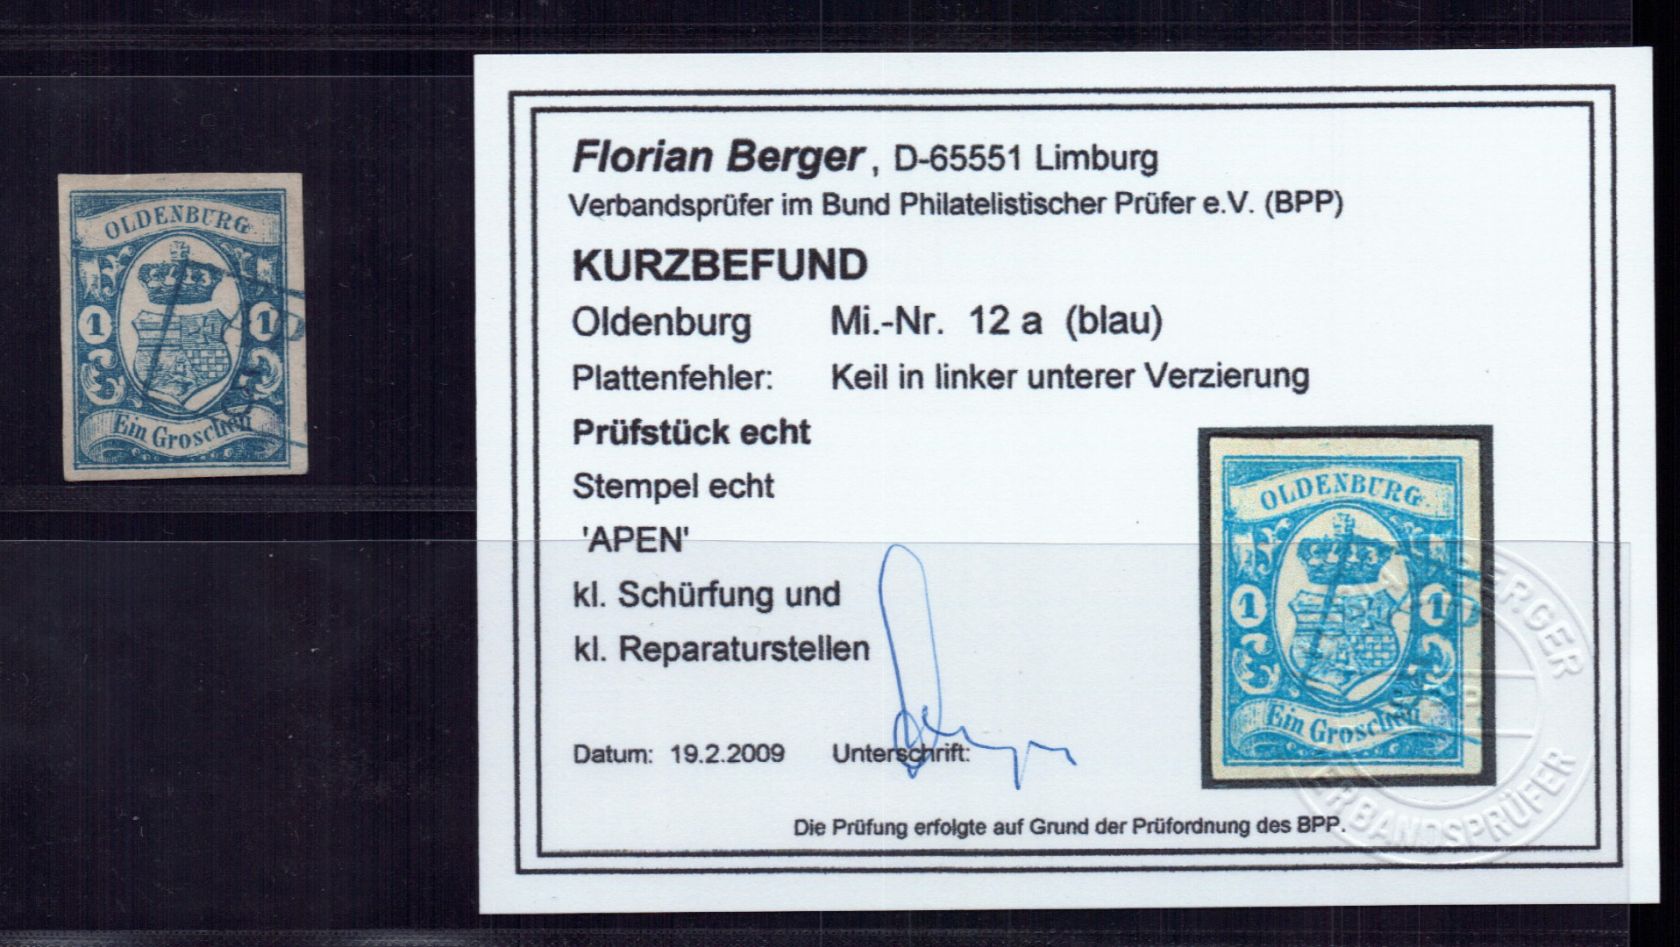 OLDENBURG
1 1
Ein Groschen
Florian Berger, D-65551 Limburg
Verbandsprüfer im Bund Philatelistischer Prüfer e.V. (BPP)
KURZBEFUND
Oldenburg Mi.-Nr. 12 a (blau)
Plattenfehler: Keil in linker unterer Verzierung
Prüfstück echt
Stempel echt
'APEN'
kl. Schürfung und
kl. Reparaturstellen
OLDENBURG
1 1
Ein Groschen
BERGER
VERBANDSPRÜFER
Datum: 19.2.2009 Unterschrift:
Die Prüfung erfolgte auf Grund der Prüfordnung des BPP.